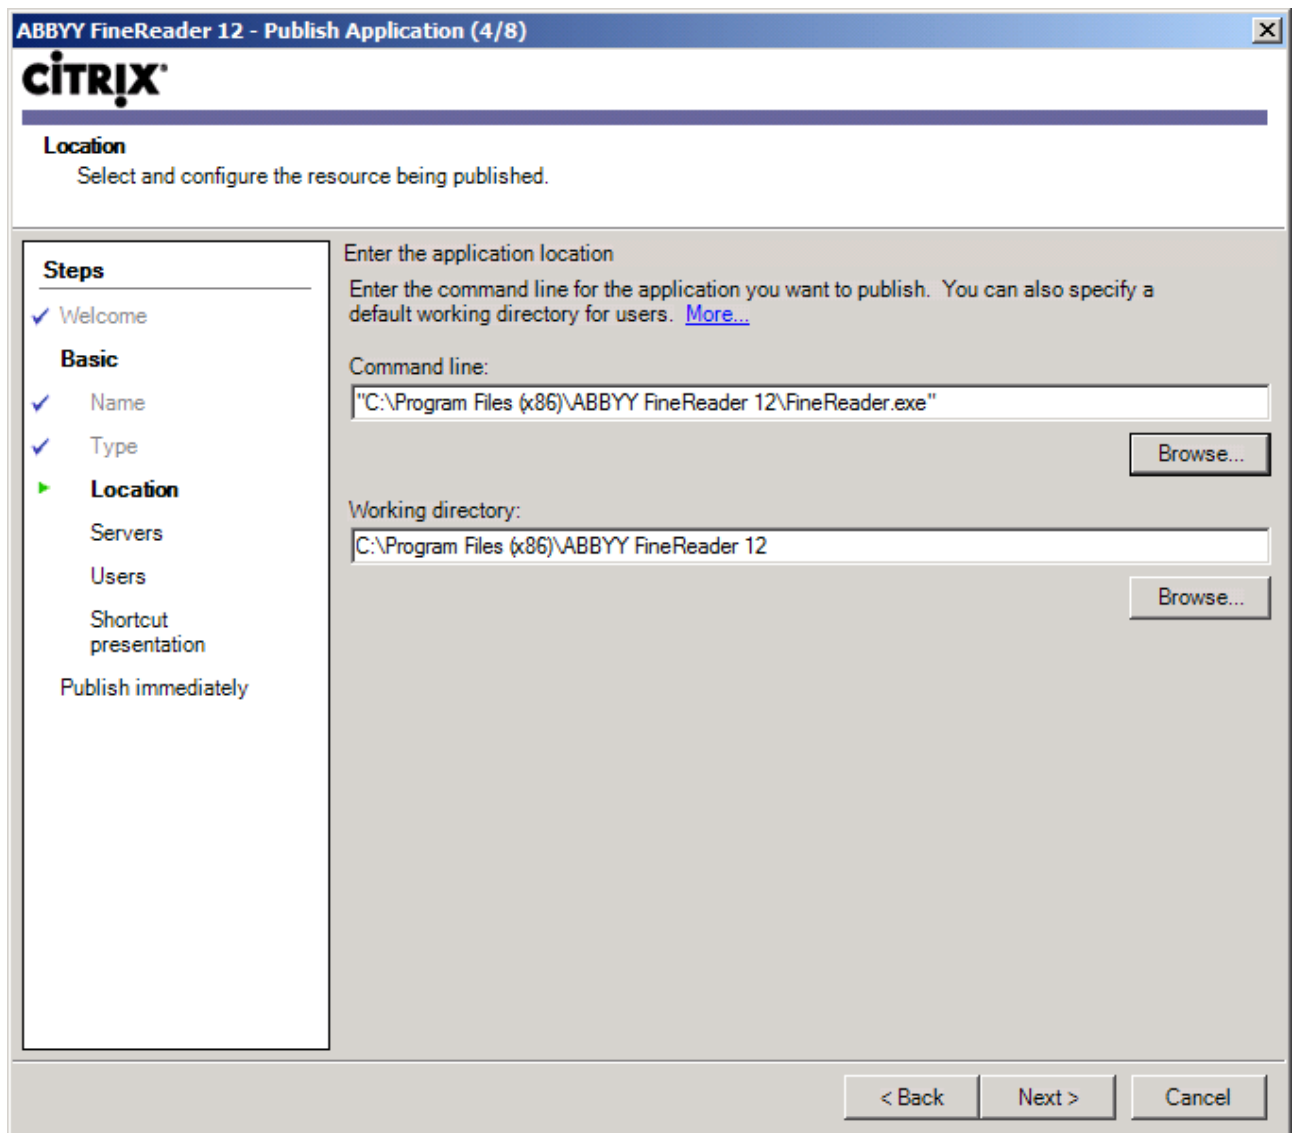 ABBYY FineReader 12 - Publish Application (4/8)
CİTRIX
Location
Select and configure the resource being published.
Steps
Welcome
Basic
Name
Type
Location
Servers
Users
Shortcut
presentation
Publish immediately
Enter the application location
Enter the command line for the application you want to publish. You can also specify a
default working directory for users. More...
Command line:
"C:\Program Files (x86)\ABBYY FineReader 12\FineReader.exe"
Browse...
Working directory:
C:\Program Files (x86)\ABBYY FineReader 12
Browse...
< Back
Next >
Cancel